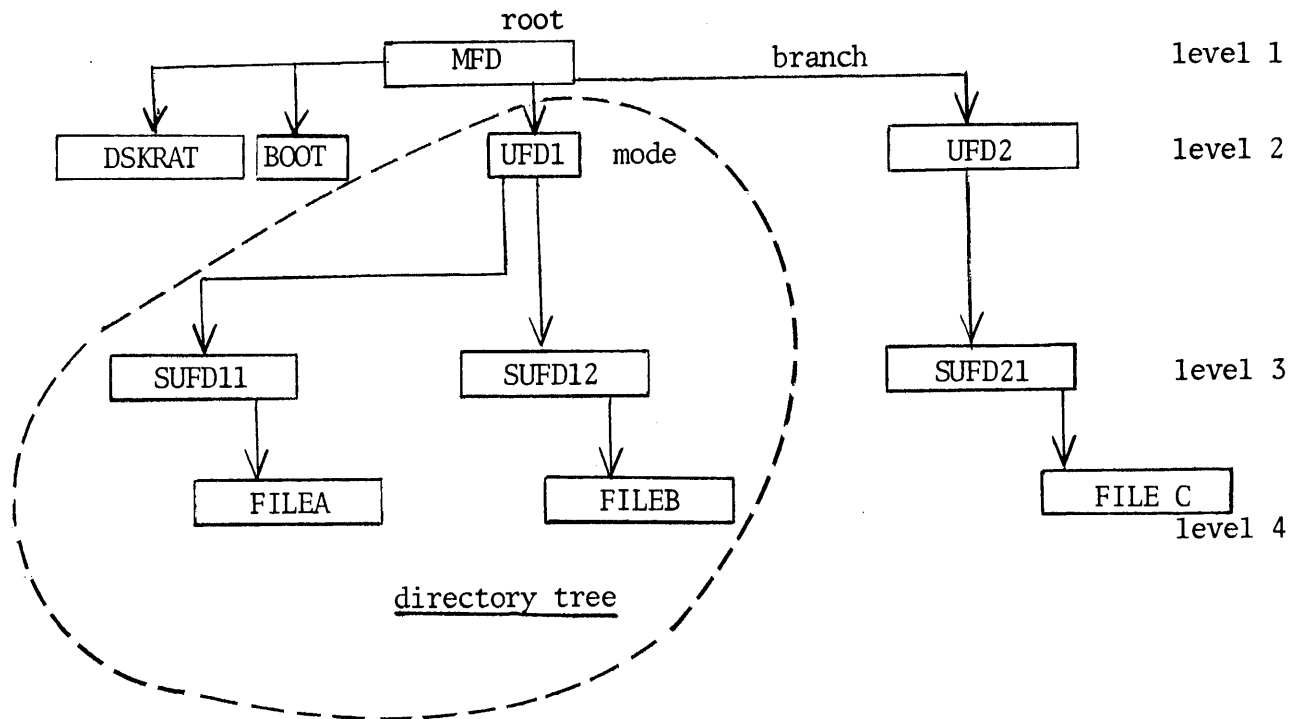 root
MFD
branch
level 1
DSKRAT
BOOT
UFD1
mode
UFD2
level 2
SUFD11
SUFD12
SUFD21
level 3
FILEA
FILEB
FILE C
level 4
directory tree